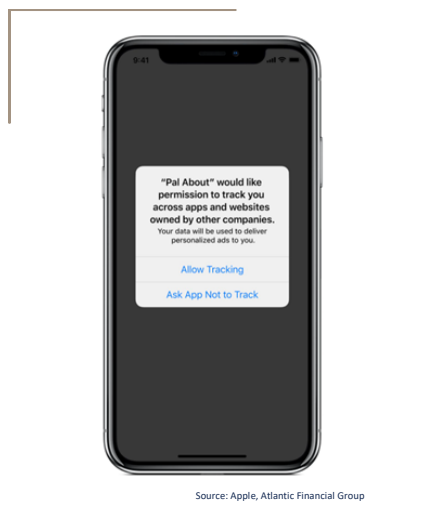 9:41
“Pal About” would like
permission to track you
across apps and websites
owned by other companies.
Your data will be used to deliver
personalized ads to you.
Allow Tracking
Ask App Not to Track
Source: Apple, Atlantic Financial Group